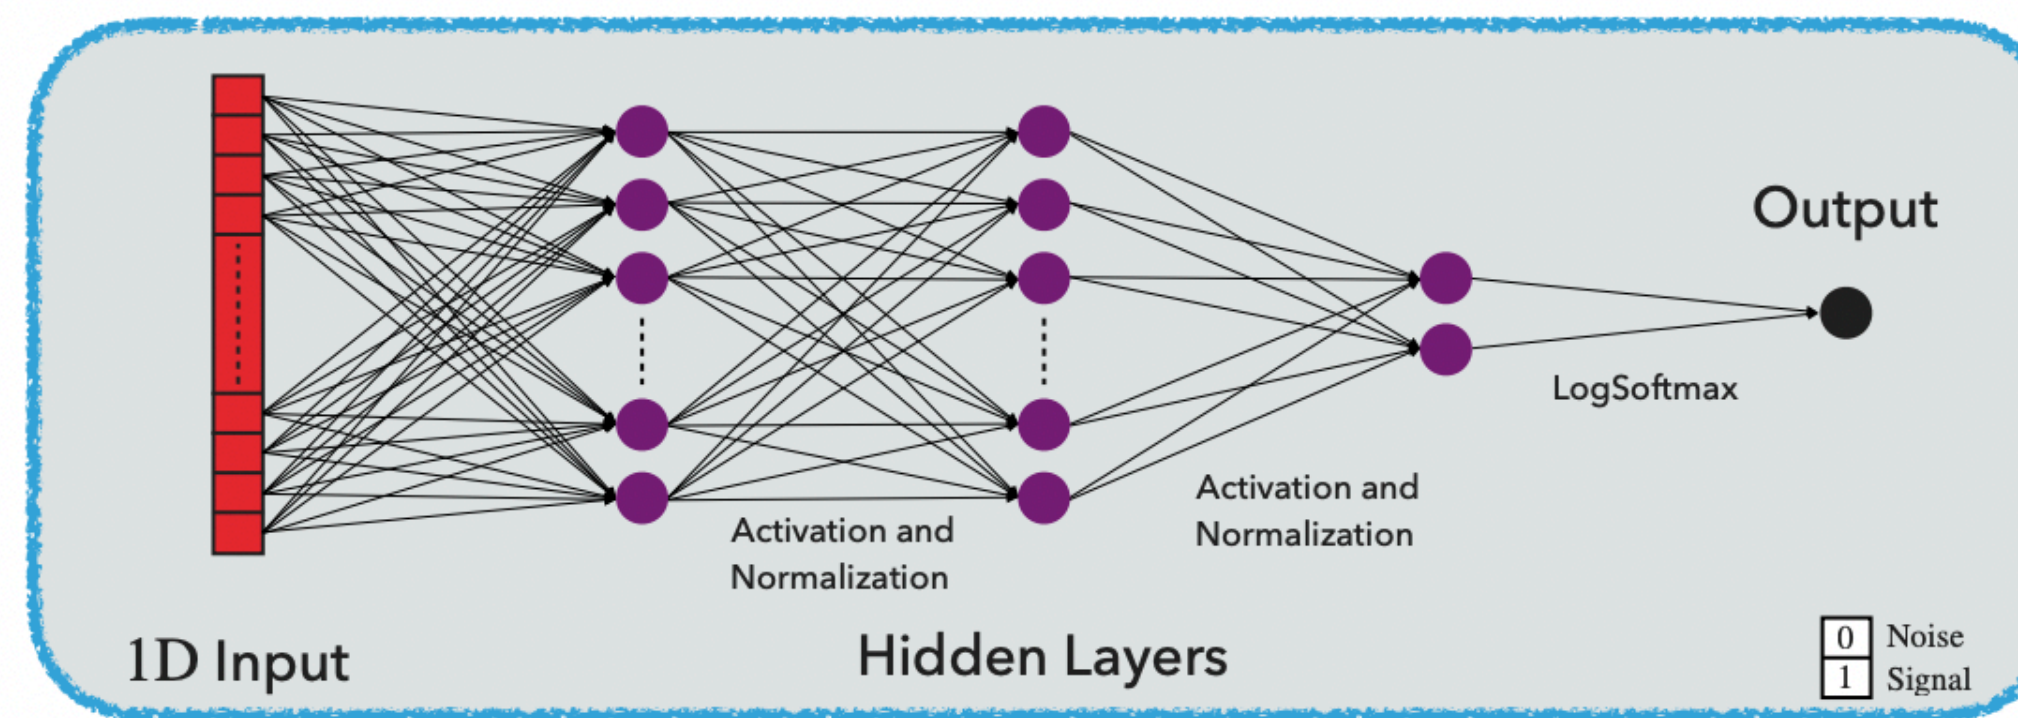 Output
LogSoftmax
Activation and
Normalization
Activation and
Normalization
1D Input
Hidden Layers
0 Noise
1 Signal